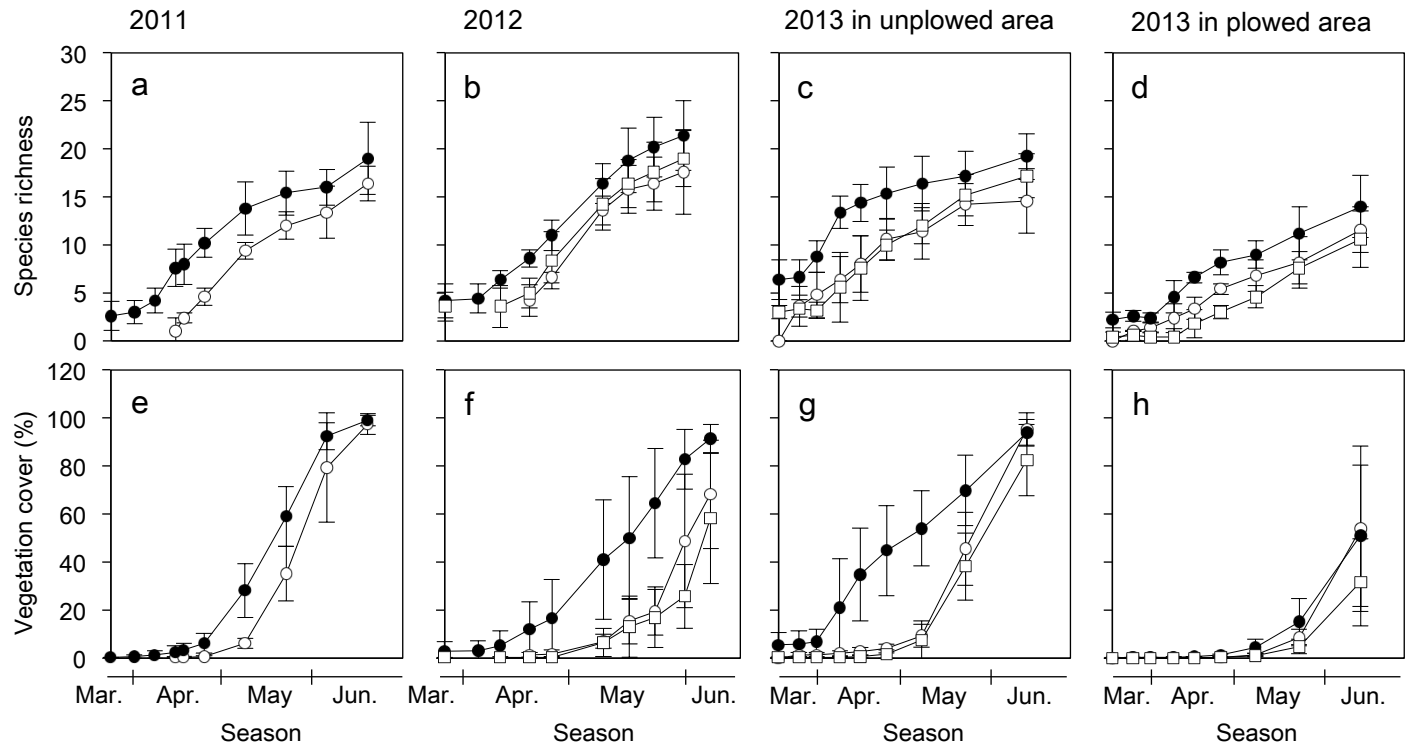 2011
2012
2013 in unplowed area
2013 in plowed area
Species richness
30
25
20
15
10
5
0
a
b
c
d
Vegetation cover (%)
120
100
80
60
40
20
0
e
f
g
h
Mar. Apr. May Jun.
Mar. Apr. May Jun.
Mar. Apr. May Jun.
Mar. Apr. May Jun.
Season
Season
Season
Season